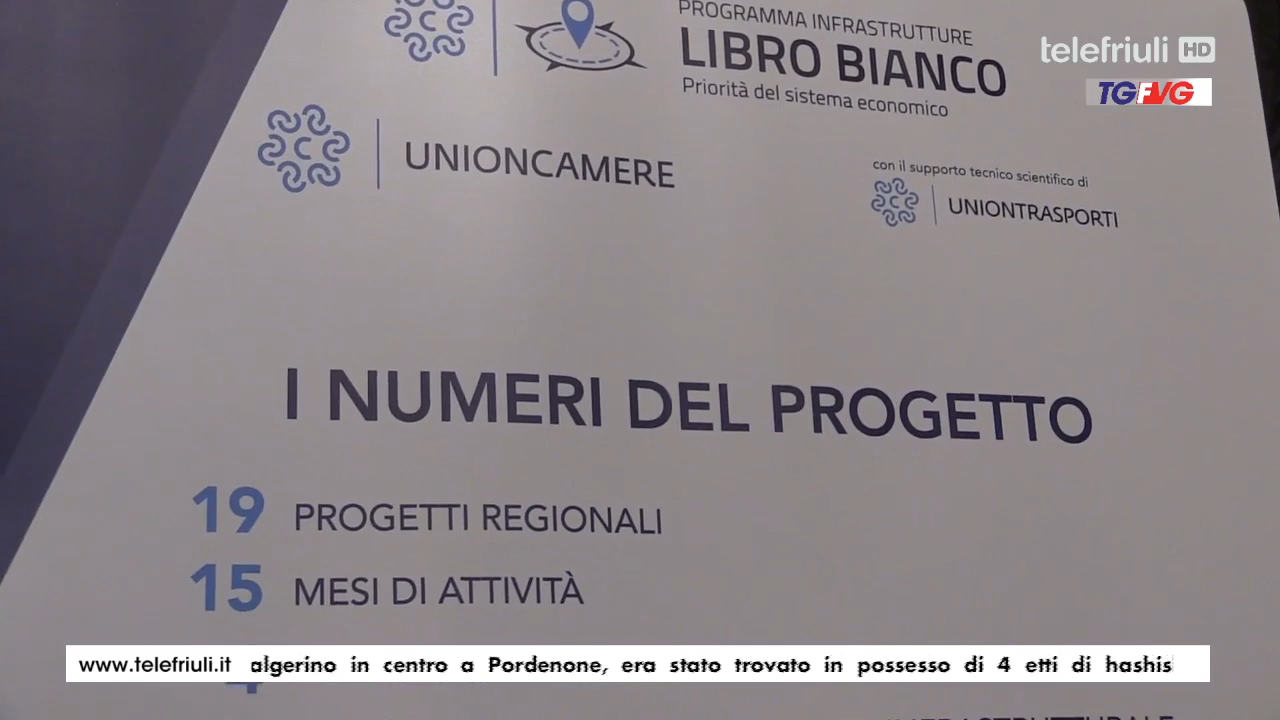 PROGRAMMA INFRASTRUTTURE
LIBRO BIANCO
Priorità del sistema economico
telefriuli HD
TGFVG
UNIONCAMERE
con il supporto tecnico scientifico di
UNIONTRASPORTI
I NUMERI DEL PROGETTO
19 PROGETTI REGIONALI
15 MESI DI ATTIVITÀ
www.telefriuli.it algerino in centro a Pordenone, era stato trovato in possesso di 4 etti di hashis